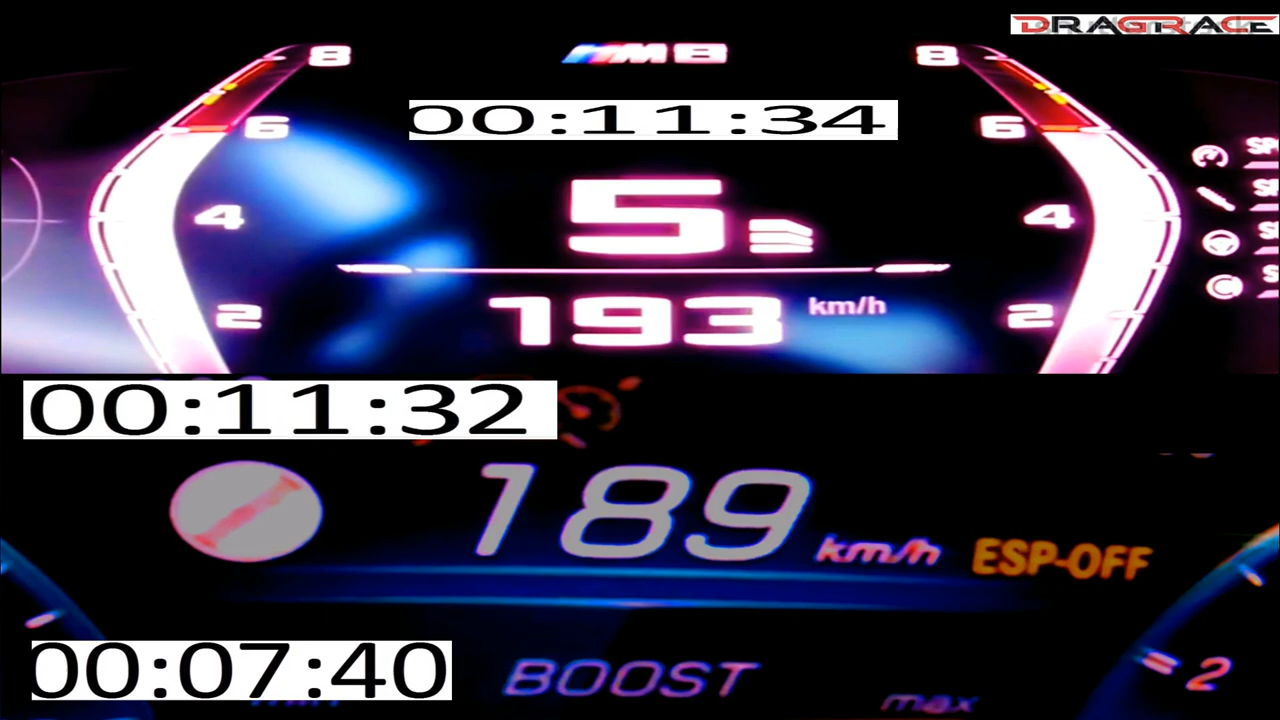 DRAGRACE
8 M8 8
00:11:34
6 6
5
4 4
193 km/h
2 2
00:11:32
189 km/h ESP-OFF
00:07:40
BOOST
2
max